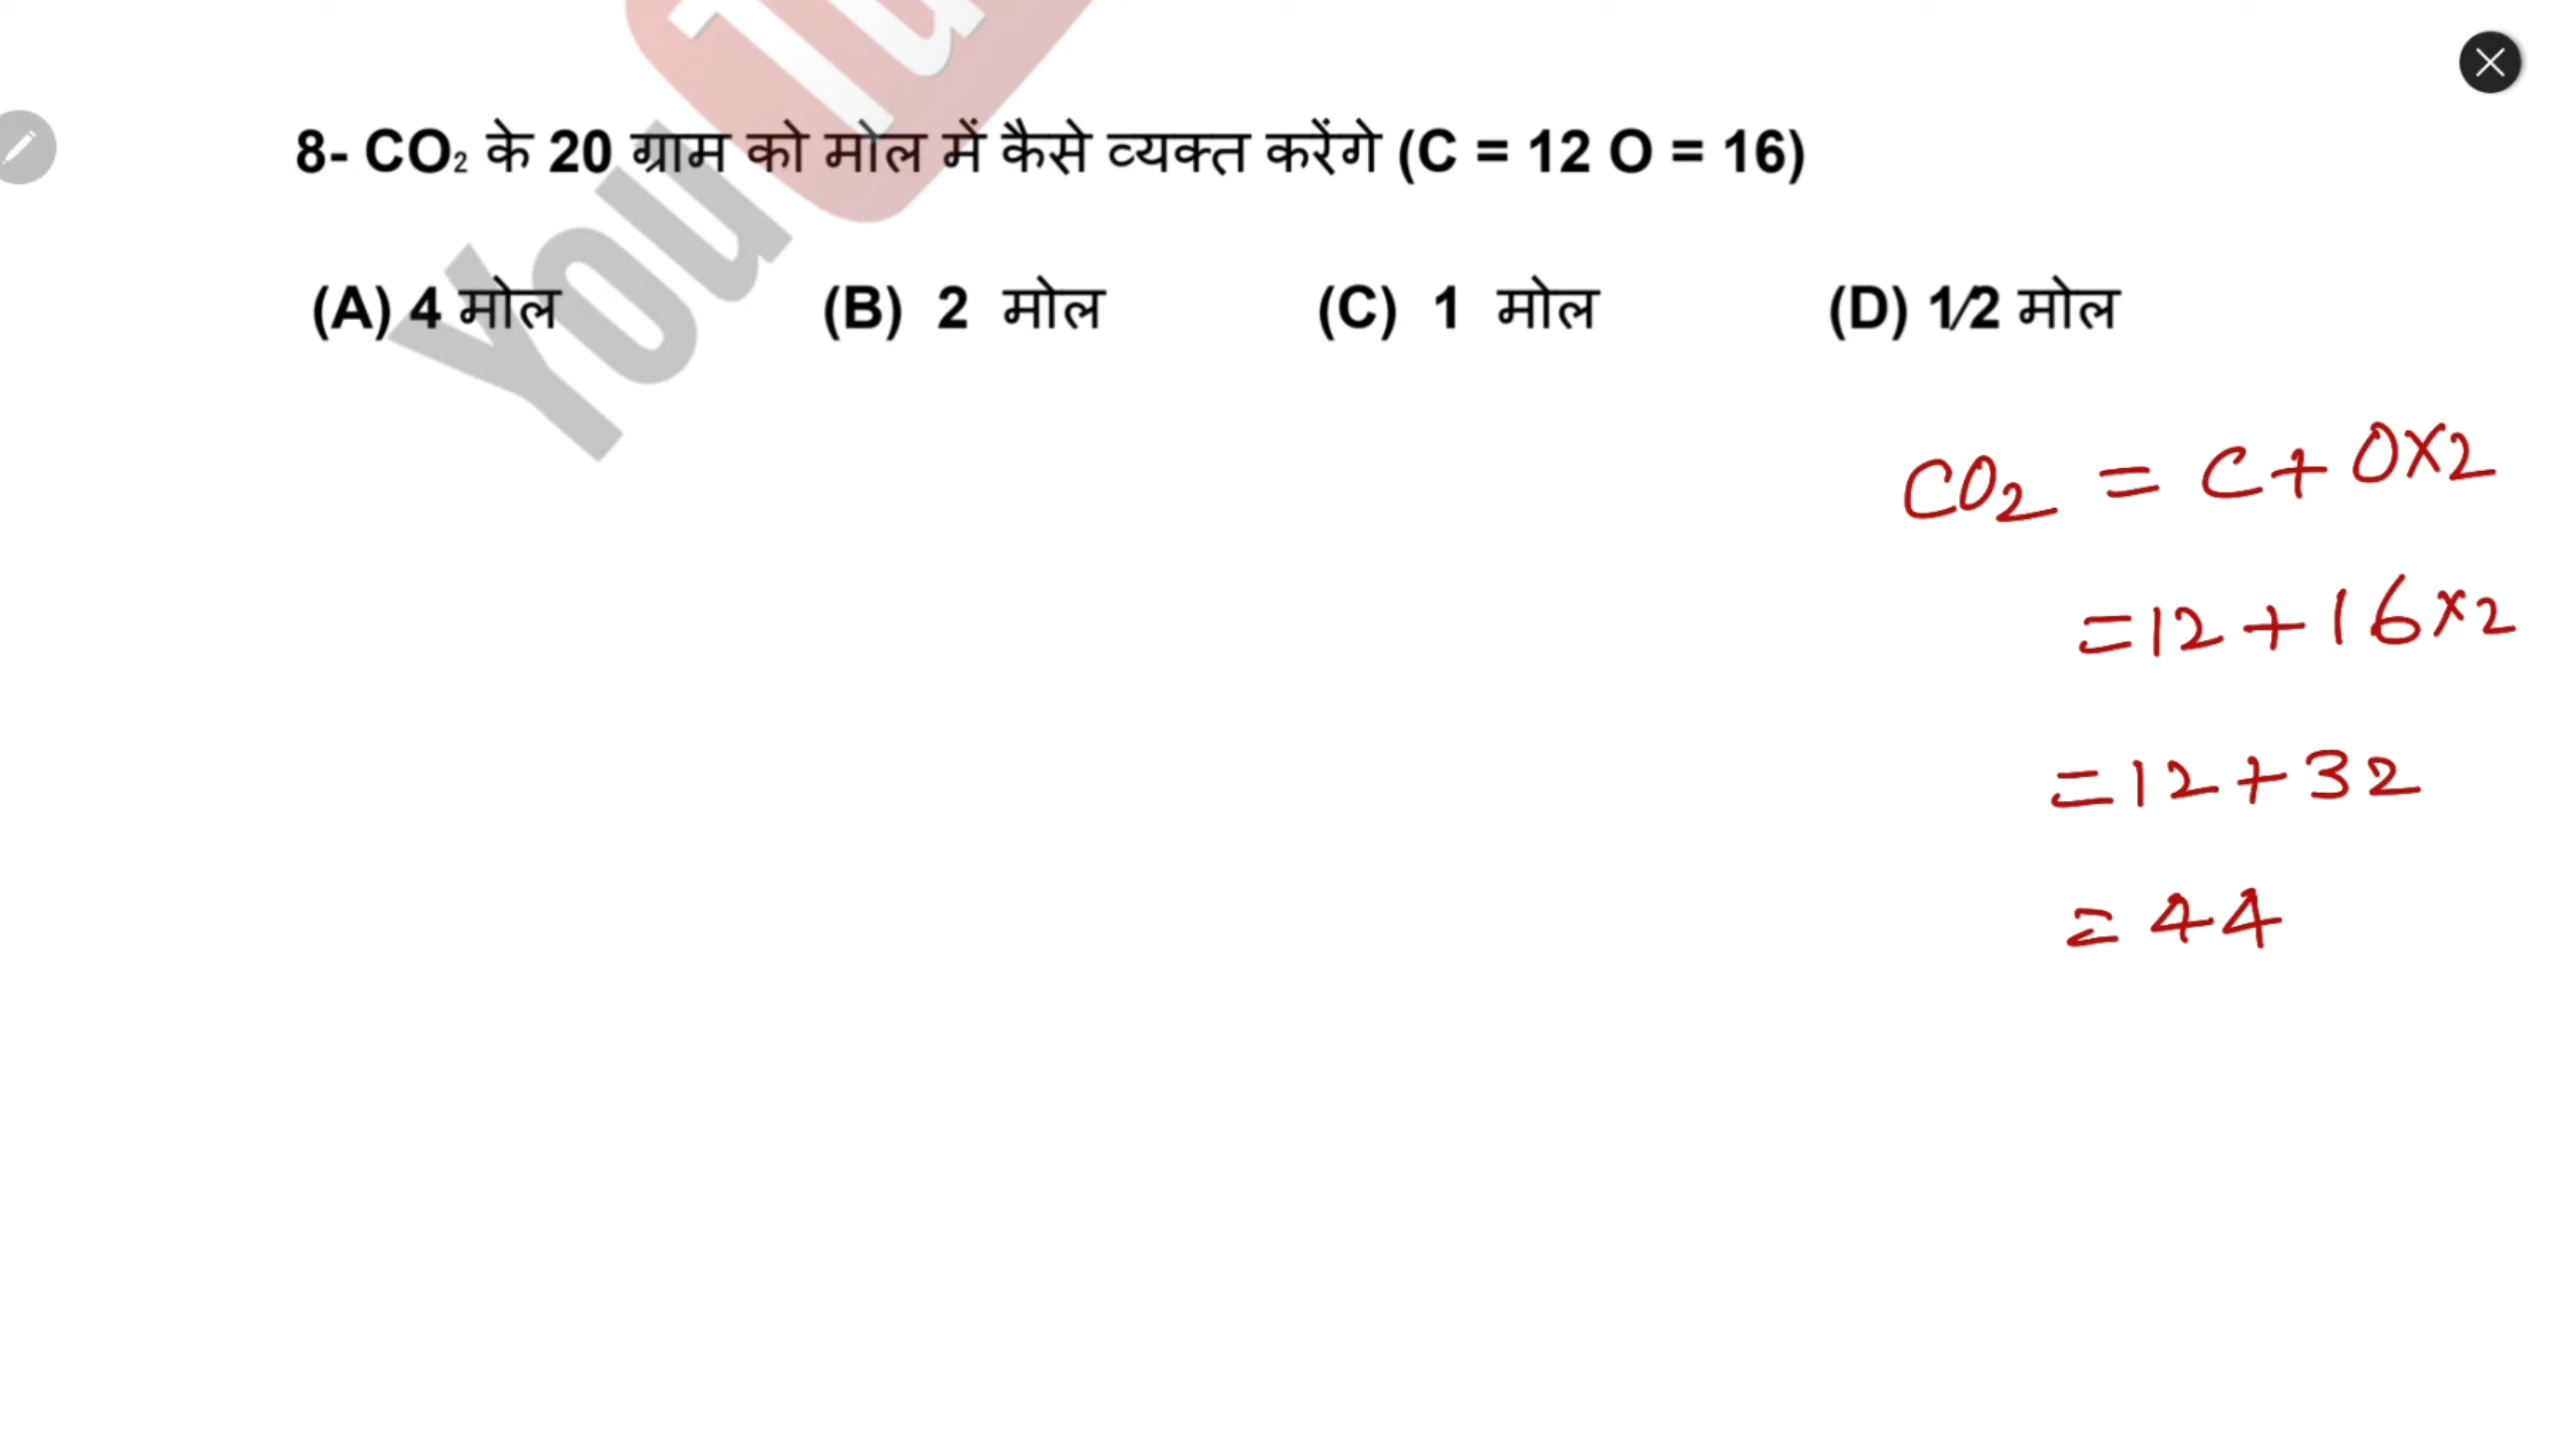 8- CO₂ के 20 ग्राम को मोल में कैसे व्यक्त करेंगे (C = 12 O = 16)
(A) 4 मोल (B) 2 मोल (C) 1 मोल (D) 1/2 मोल
CO₂ = C + O×2
= 12 + 16×2
= 12 + 32
= 44
You